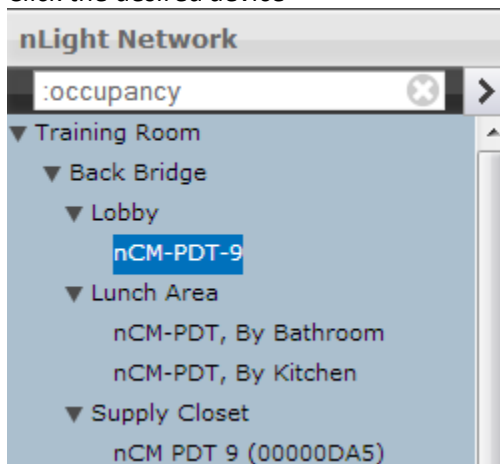 Click the desired device
nLight Network
:occupancy
Training Room
Back Bridge
Lobby
nCM-PDT-9
Lunch Area
nCM-PDT, By Bathroom
nCM-PDT, By Kitchen
Supply Closet
nCM PDT 9 (00000DA5)